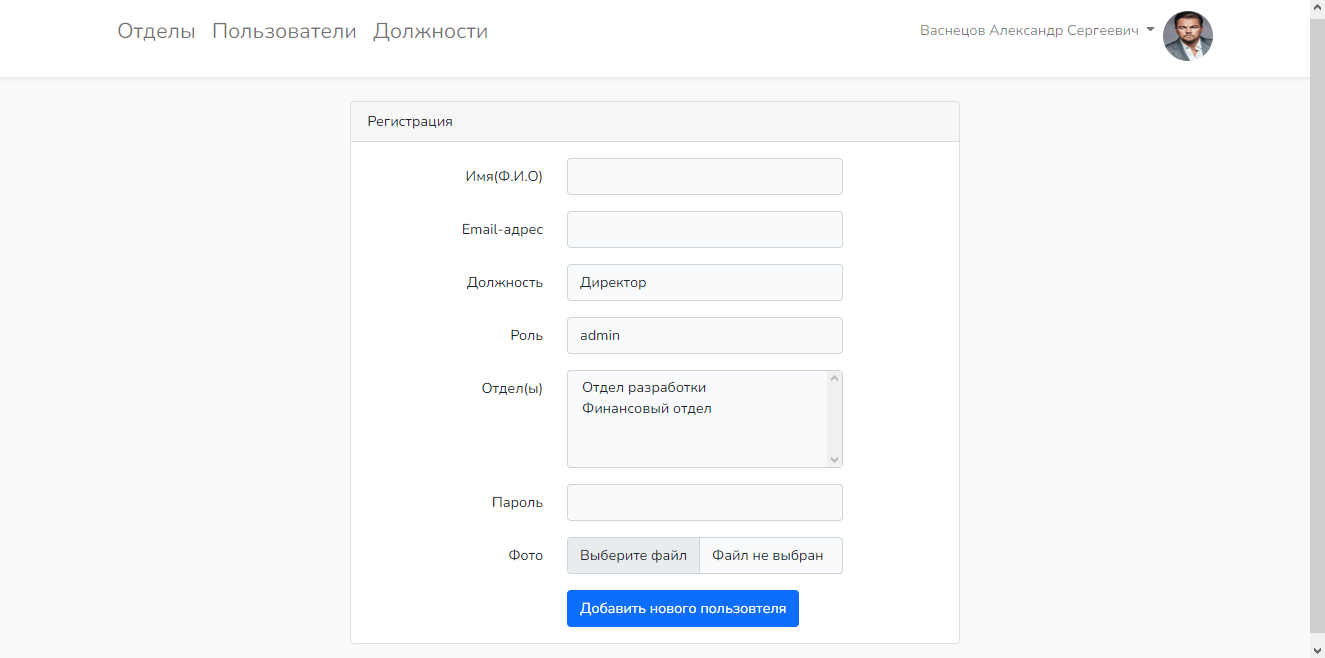 Отделы Пользователи Должности Васнецов Александр Сергеевич
Регистрация
Имя(Ф.И.О)
Email-адрес
Должность Директор
Роль admin
Отдел(ы) Отдел разработки
Финансовый отдел
Пароль
Фото Выберите файл Файл не выбран
Добавить нового пользовтеля